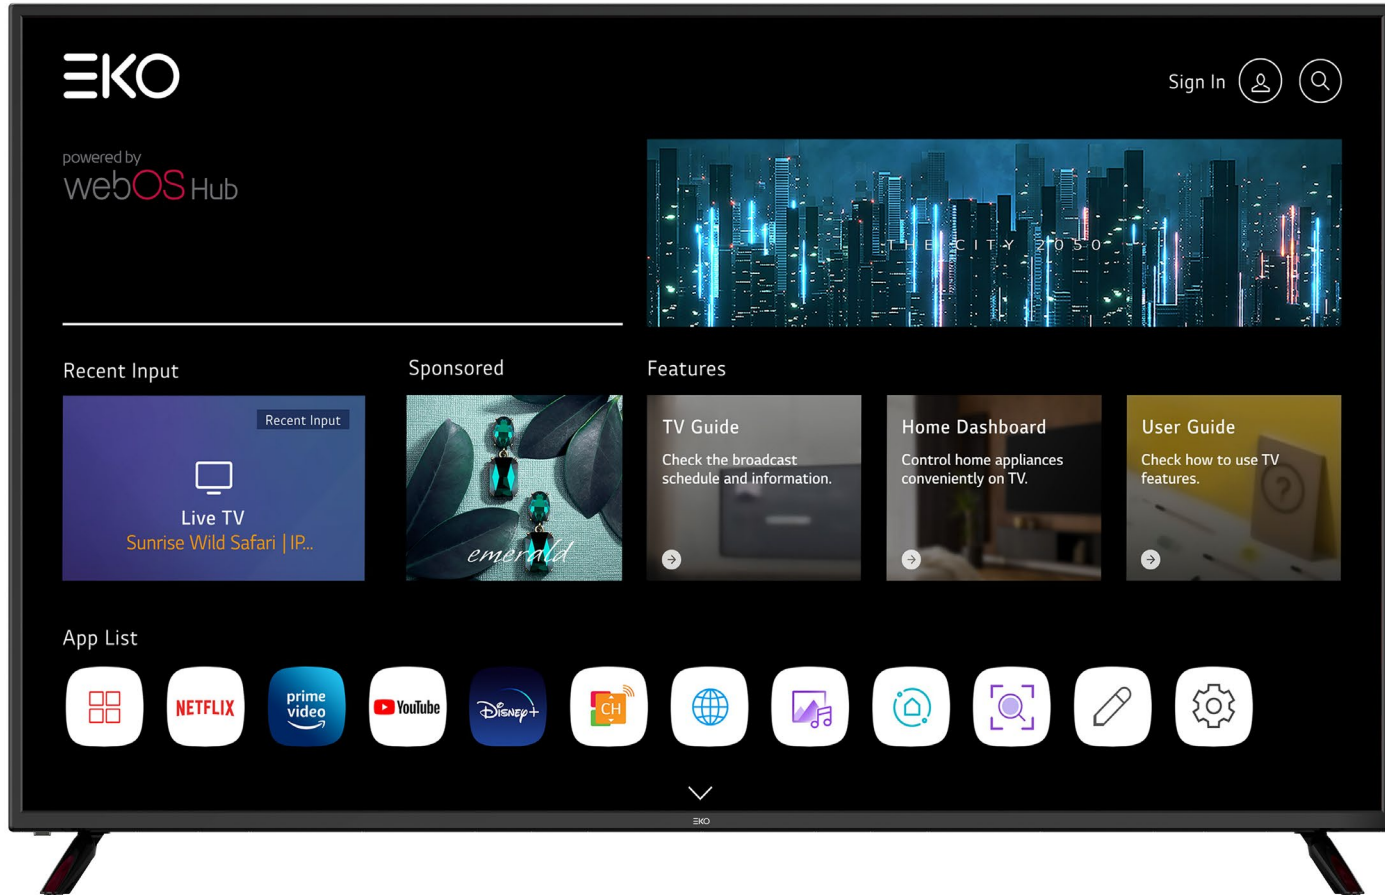 EKO
Sign In
powered by
webOS Hub
THE CITY 2050
Recent Input
Sponsored
Features
Recent Input
Live TV
Sunrise Wild Safari | IP...
emerald
TV Guide
Check the broadcast
schedule and information.
Home Dashboard
Control home appliances
conveniently on TV.
User Guide
Check how to use TV
features.
App List
NETFLIX
prime
video
YouTube
Disney+
CH
EKO